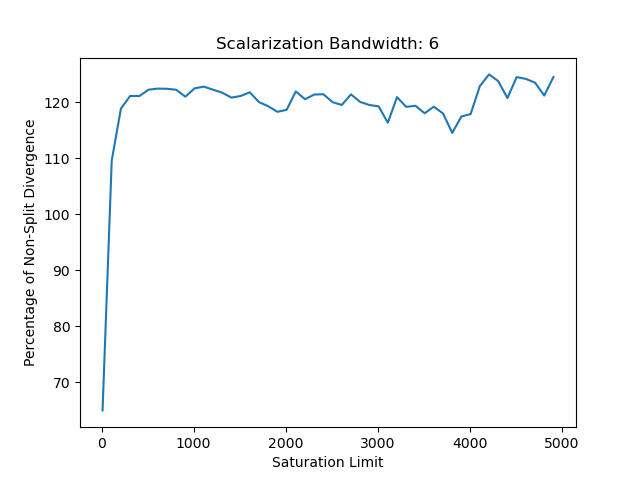 Scalarization Bandwidth: 6
Percentage of Non-Split Divergence
120
110
100
90
80
70
0 1000 2000 3000 4000 5000
Saturation Limit